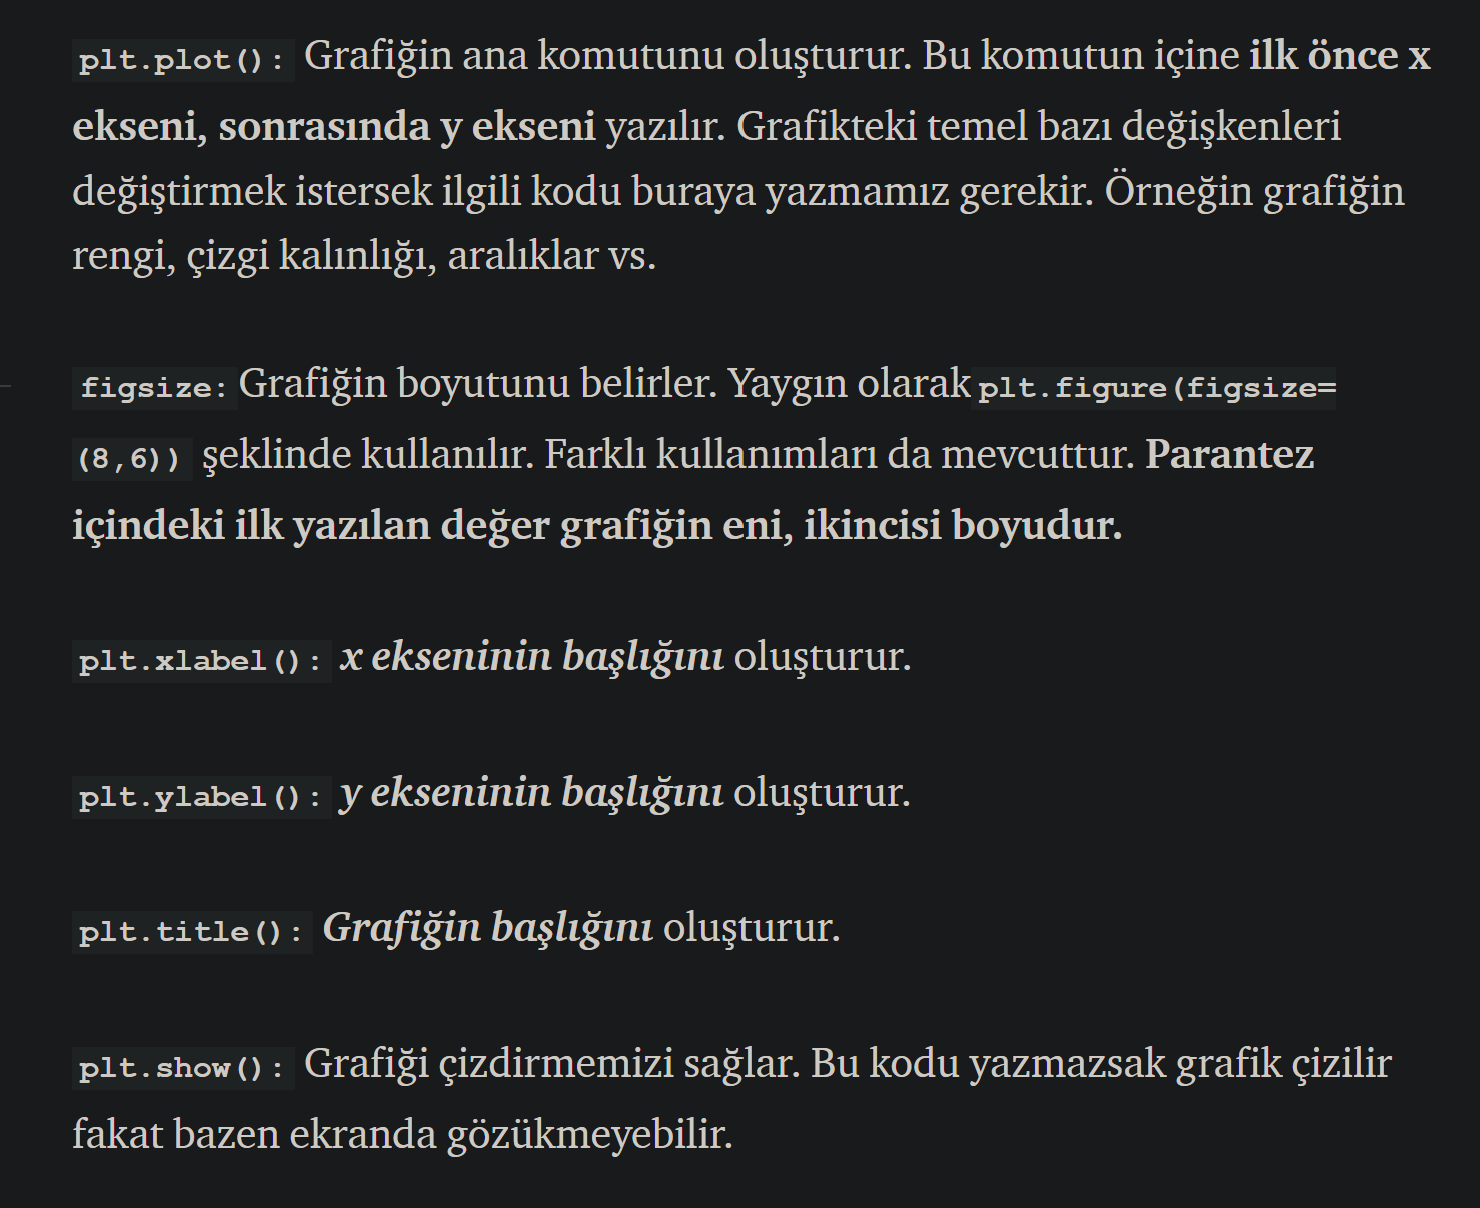 plt.plot(): Grafiğin ana komutunu oluşturur. Bu komutun içine ilk önce x
ekseni, sonrasında y ekseni yazılır. Grafikteki temel bazı değişkenleri
değiştirmek istersek ilgili kodu buraya yazmamız gerekir. Örneğin grafiğin
rengi, çizgi kalınlığı, aralıklar vs.
figsize: Grafiğin boyutunu belirler. Yaygın olarak plt.figure(figsize=
(8,6)) şeklinde kullanılır. Farklı kullanımları da mevcuttur. Parantez
içindeki ilk yazılan değer grafiğin eni, ikincisi boyudur.
plt.xlabel(): x ekseninin başlığını oluşturur.
plt.ylabel(): y ekseninin başlığını oluşturur.
plt.title(): Grafiğin başlığını oluşturur.
plt.show(): Grafiği çizdirmemizi sağlar. Bu kodu yazmazsak grafik çizilir
fakat bazen ekranda gözükmeyebilir.